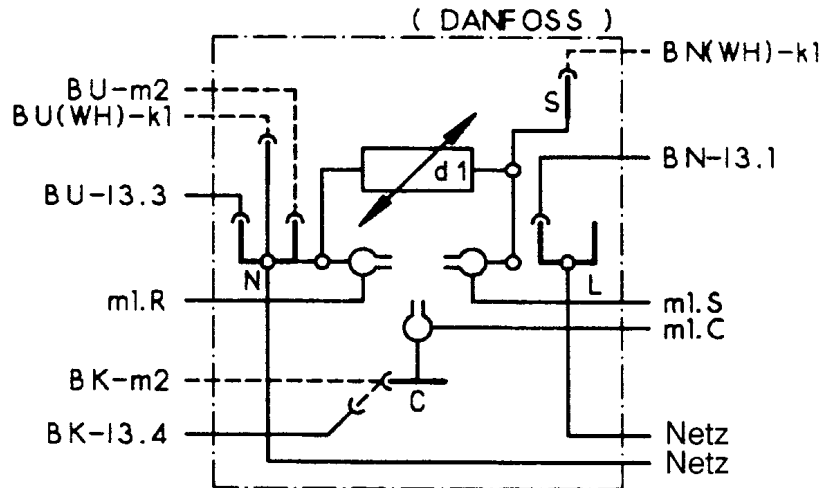 ( DANFOSS )
BN(WH)-k1
BU-m2
BU(WH)-k1
S
d1
BN-13.1
BU-13.3
N
L
m1.R
m1.S
m1.C
BK-m2
C
BK-13.4
Netz
Netz